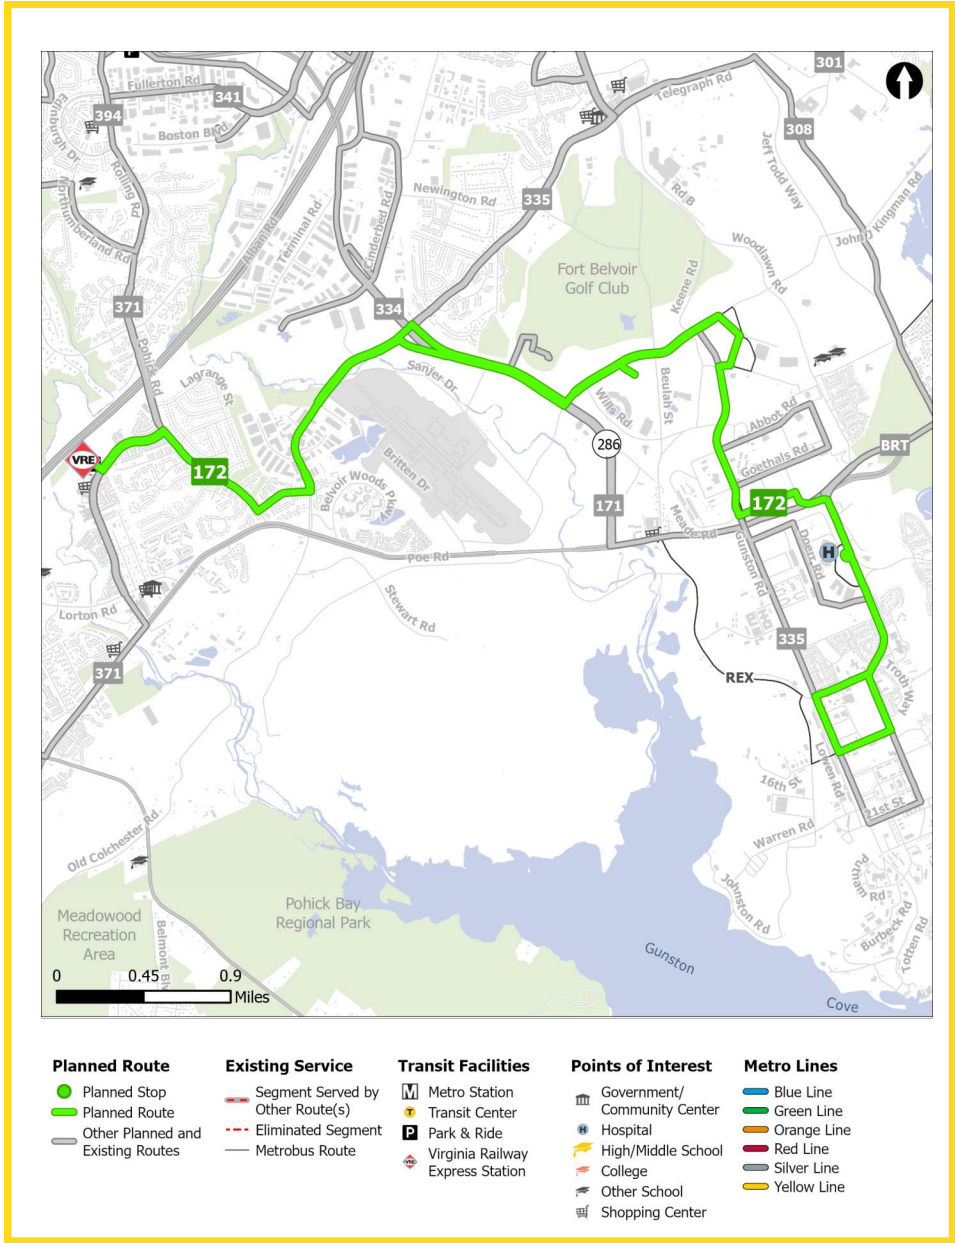 P
301
Telegraph Rd
Fullerton Rd
341
394
Edinburgh Dr
Boston Blvd
308
Jeff Todd Way
Rolling Rd
Northumberland Rd
Newington Rd
335
Rd B
John J Kingman Rd
Alban Rd
Terminal Rd
Cinderbed Rd
Woodlawn Rd
Fort Belvoir
Golf Club
Keene Rd
371
334
Pohick Rd
Sanfer Dr
Lagrange St
Beulah St
Wills Rd
Abbot Rd
286
BRT
VRE
172
Britten Dr
Goethals Rd
Belvoir Woods Pkwy
171
172
Meade Rd
Poe Rd
Gunston Rd
Doerr Rd
H
Stewart Rd
Lorton Rd
335
371
REX
Troth Way
Lowen Rd
16th St
21st St
Old Colchester Rd
Warren Rd
Putnam Rd
Johnston Rd
Pohick Bay
Regional Park
Meadowood
Recreation
Area
Belmont Blv
Burbeck Rd
Totten Rd
Gunston
Cove
0 0.45 0.9
Miles
Planned Route
Planned Stop
Planned Route
Other Planned and
Existing Routes
Existing Service
Segment Served by
Other Route(s)
Eliminated Segment
Metrobus Route
Transit Facilities
M Metro Station
T Transit Center
P Park & Ride
VRE Virginia Railway
Express Station
Points of Interest
Government/
Community Center
H Hospital
High/Middle School
College
Other School
Shopping Center
Metro Lines
Blue Line
Green Line
Orange Line
Red Line
Silver Line
Yellow Line